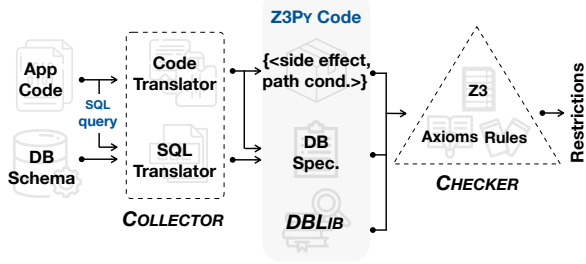 Z3Py Code
App
Code
SQL
query
DB
Schema
Code
Translator
SQL
Translator
COLLECTOR
{<side effect,
path cond.>}
DB
Spec.
DBLIB
Z3
Axioms Rules
CHECKER
Restrictions